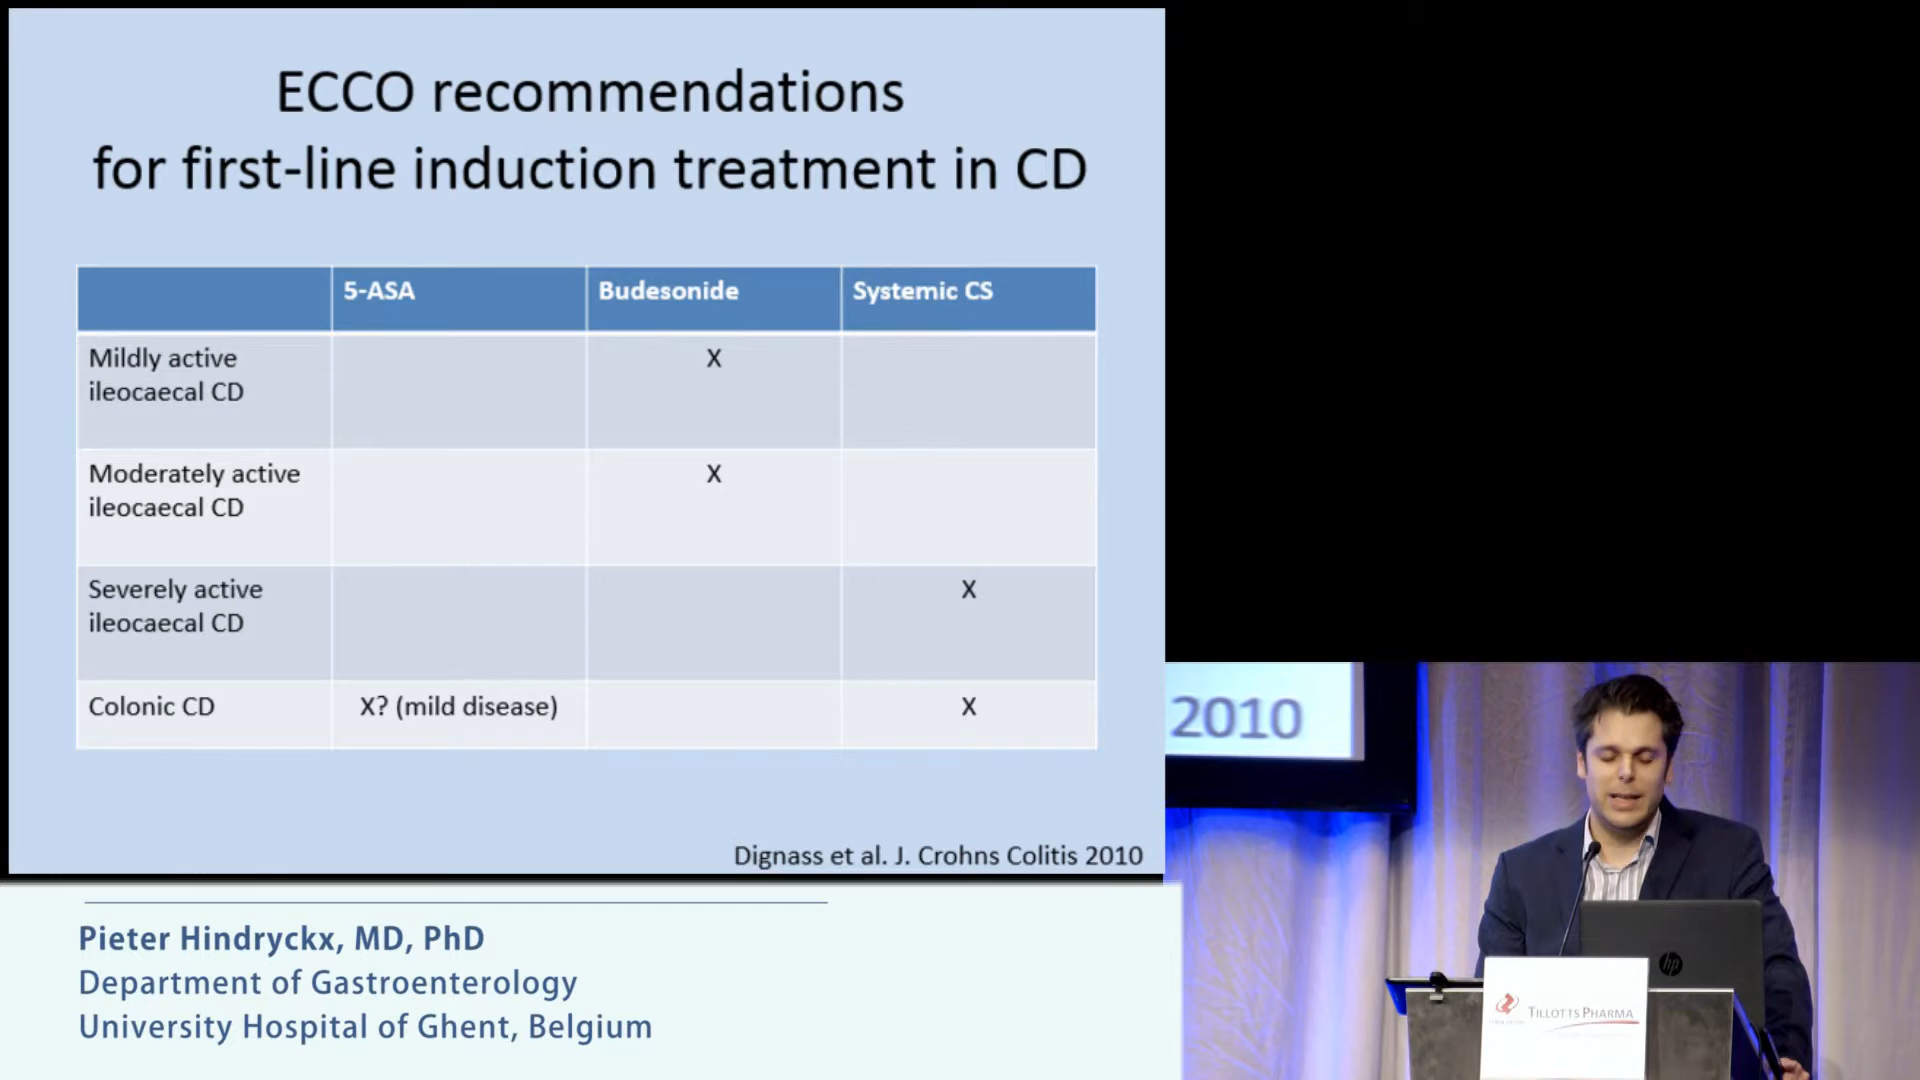 ECCO recommendations
for first-line induction treatment in CD
5-ASA Budesonide Systemic CS
Mildly active
ileocaecal CD
X
Moderately active
ileocaecal CD
X
Severely active
ileocaecal CD
X
Colonic CD X? (mild disease) X
Dignass et al. J. Crohns Colitis 2010
Pieter Hindryckx, MD, PhD
Department of Gastroenterology
University Hospital of Ghent, Belgium
2010
hp
TILLOTTS PHARMA